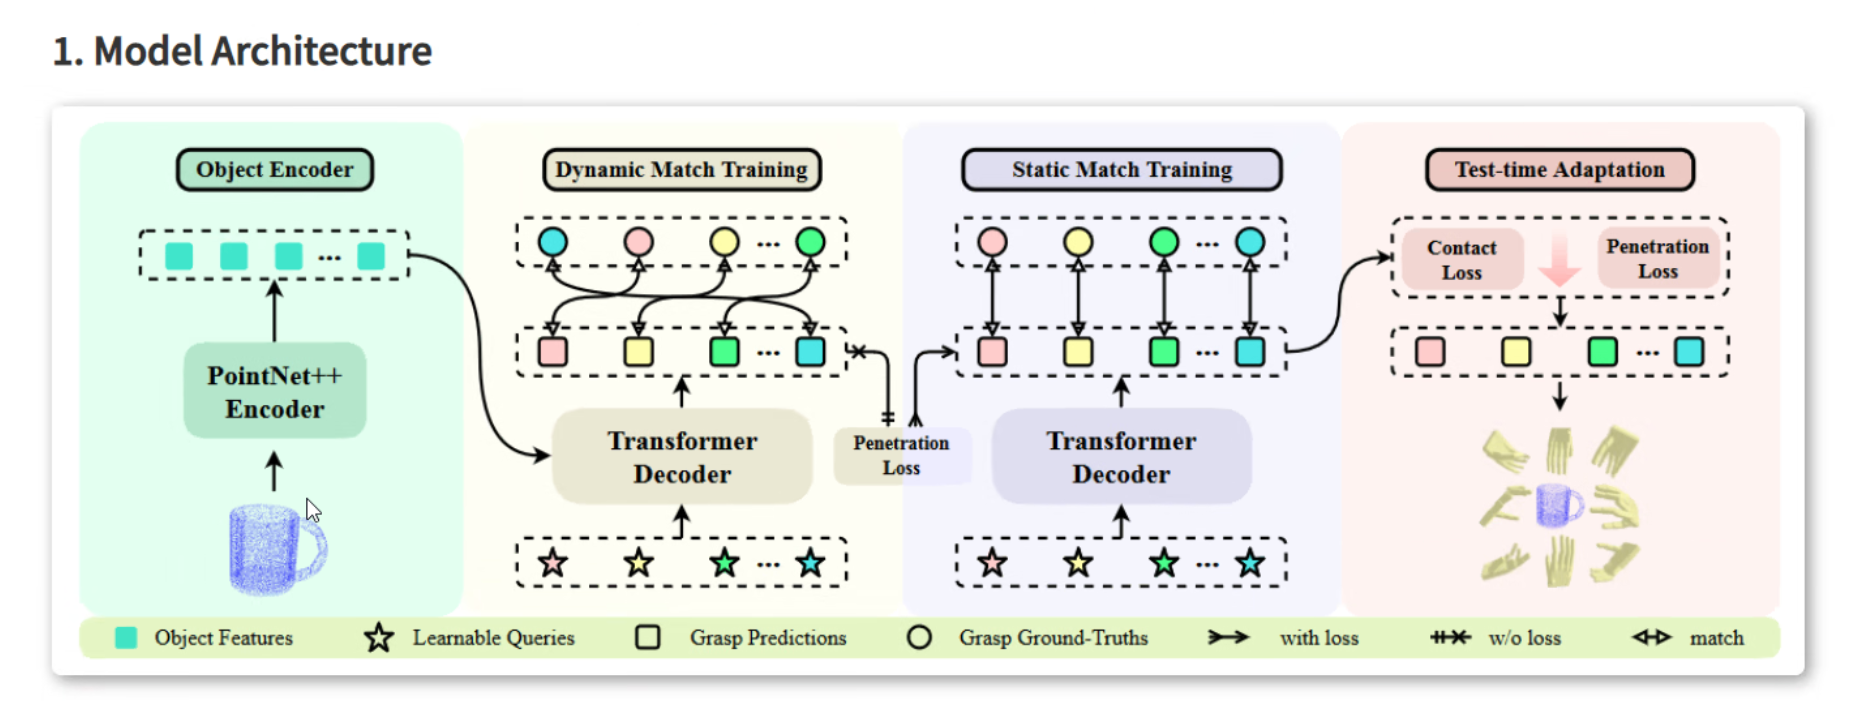 1. Model Architecture
Object Encoder
Dynamic Match Training
Static Match Training
Test-time Adaptation
...
...
...
Contact
Loss
Penetration
Loss
PointNet++
Encoder
...
...
...
Transformer
Decoder
Penetration
Loss
Transformer
Decoder
...
...
Object Features
Learnable Queries
Grasp Predictions
Grasp Ground-Truths
with loss
w/o loss
match